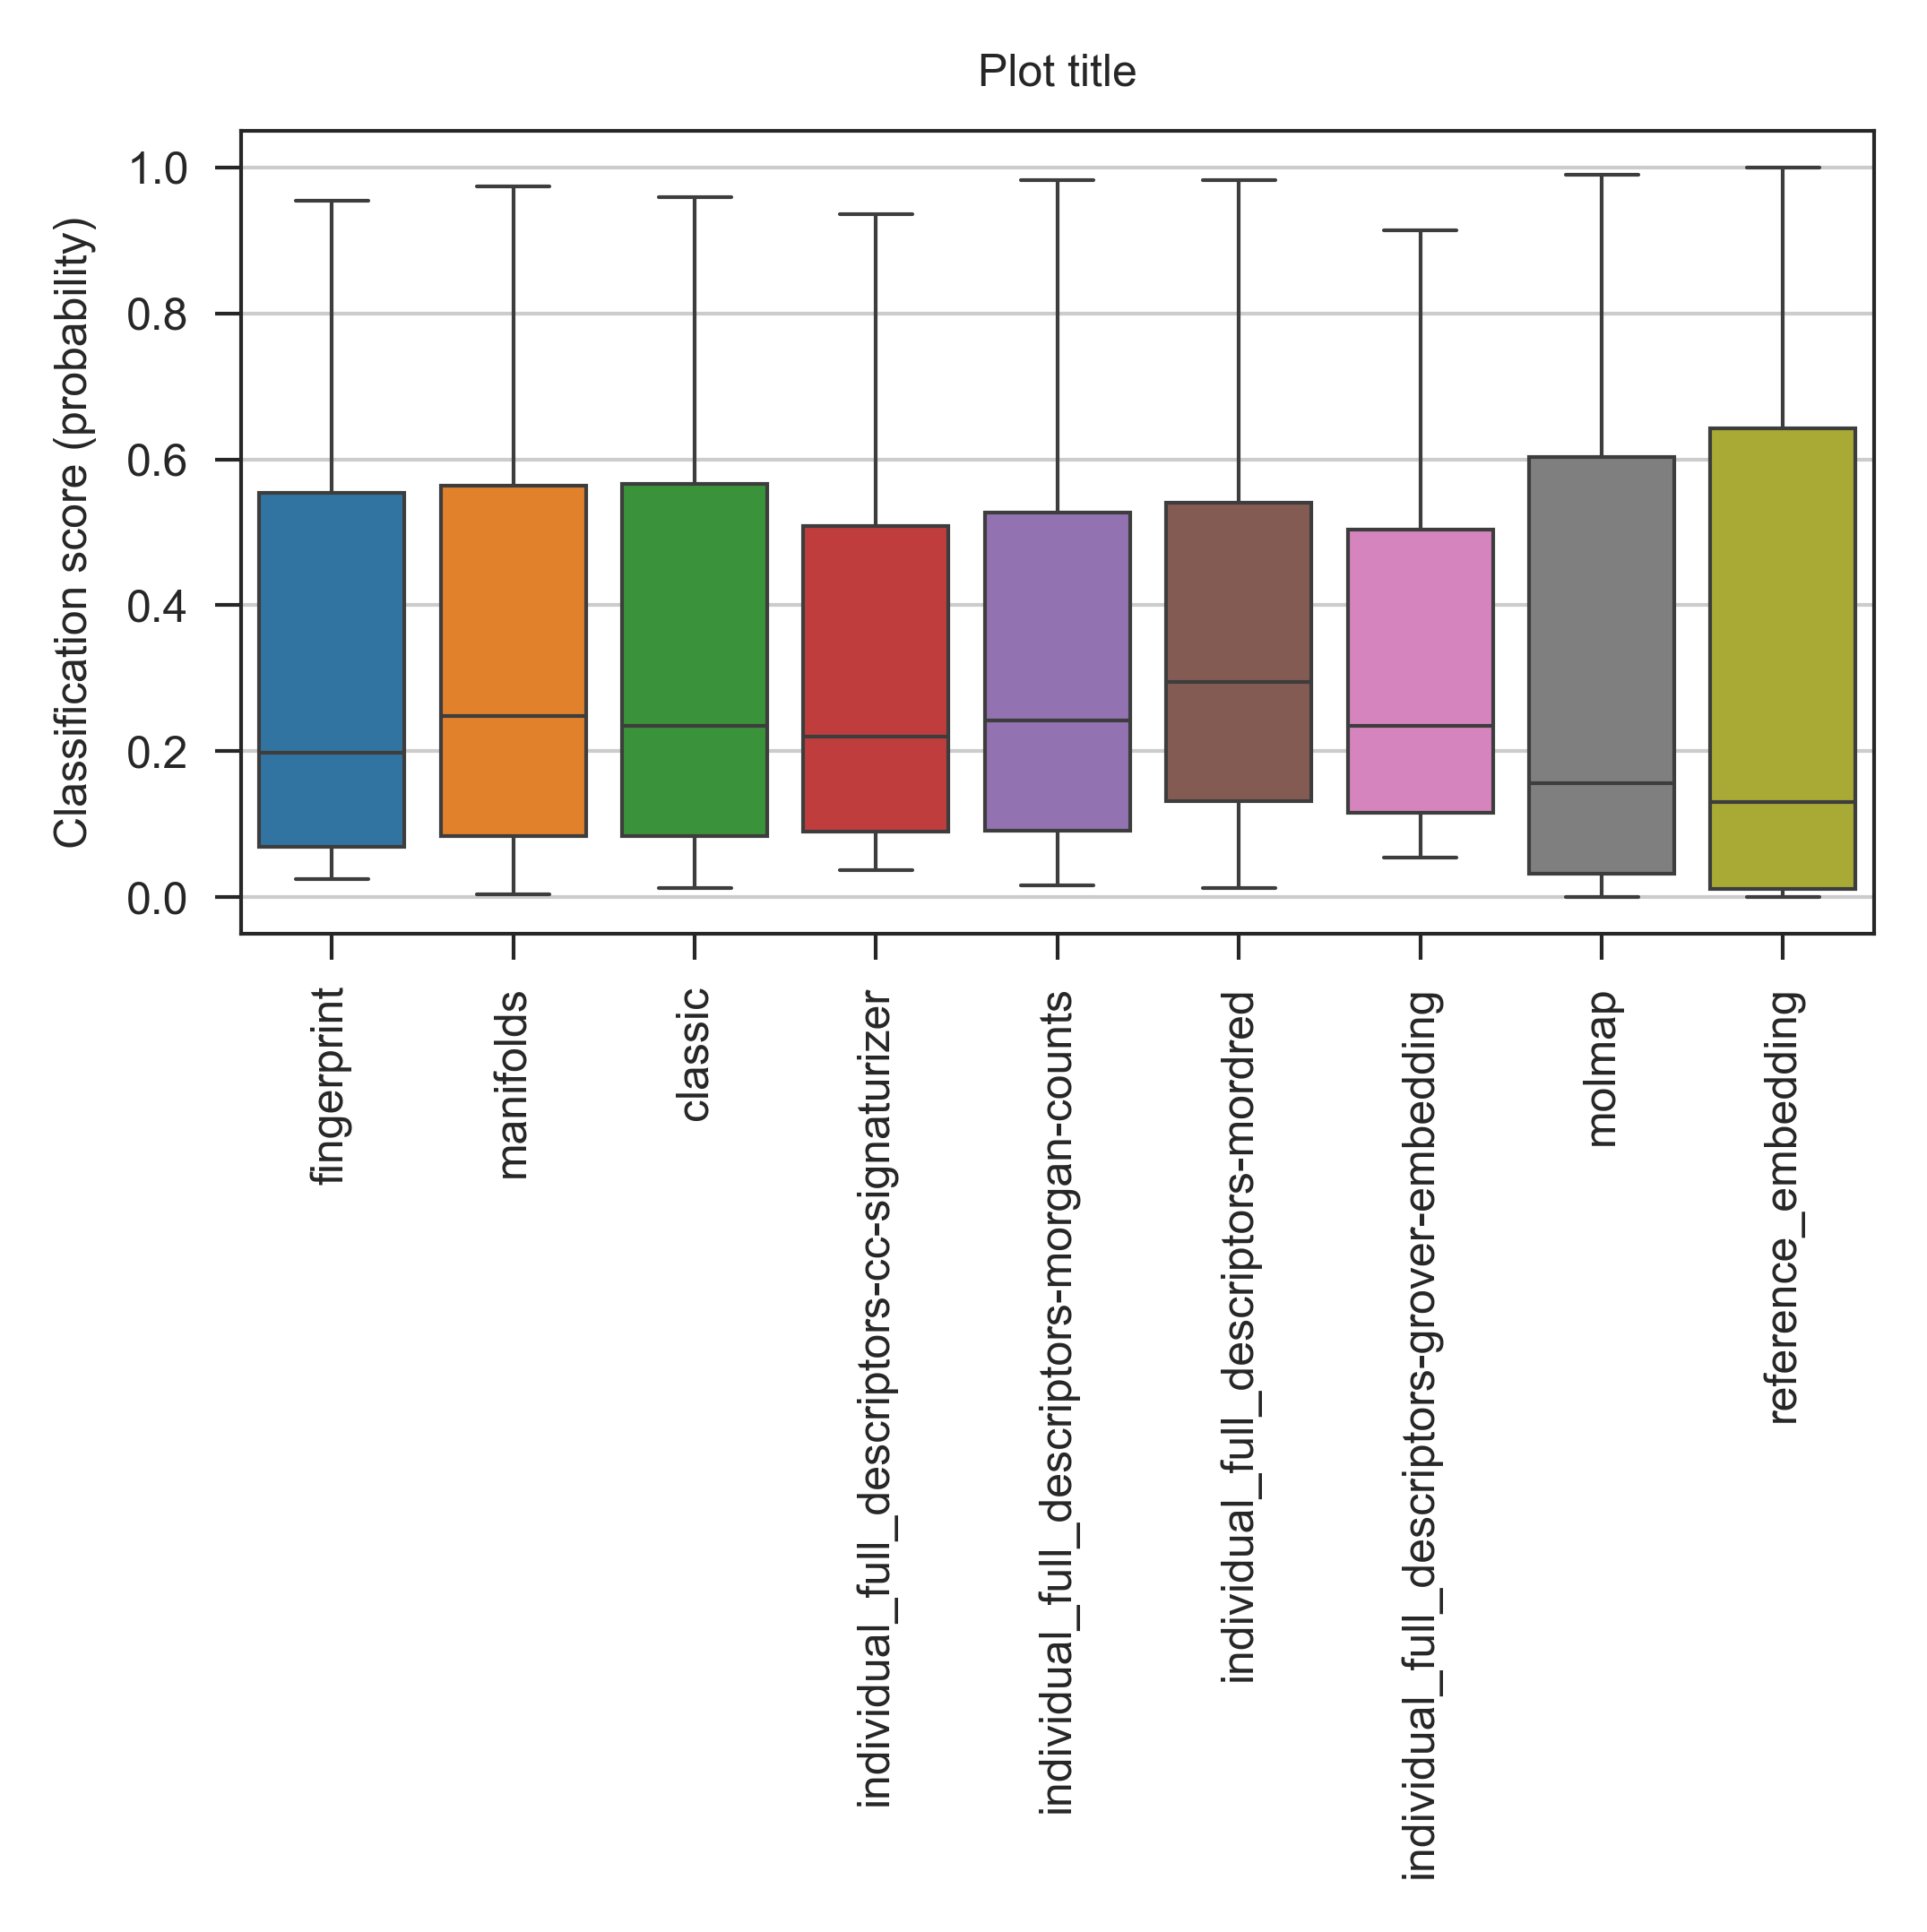 Plot title
Classification score (probability)
1.0
0.8
0.6
0.4
0.2
0.0
fingerprint
manifolds
classic
individual_full_descriptors-cc-signaturizer
individual_full_descriptors-morgan-counts
individual_full_descriptors-mordred
individual_full_descriptors-grover-embedding
molmap
reference_embedding